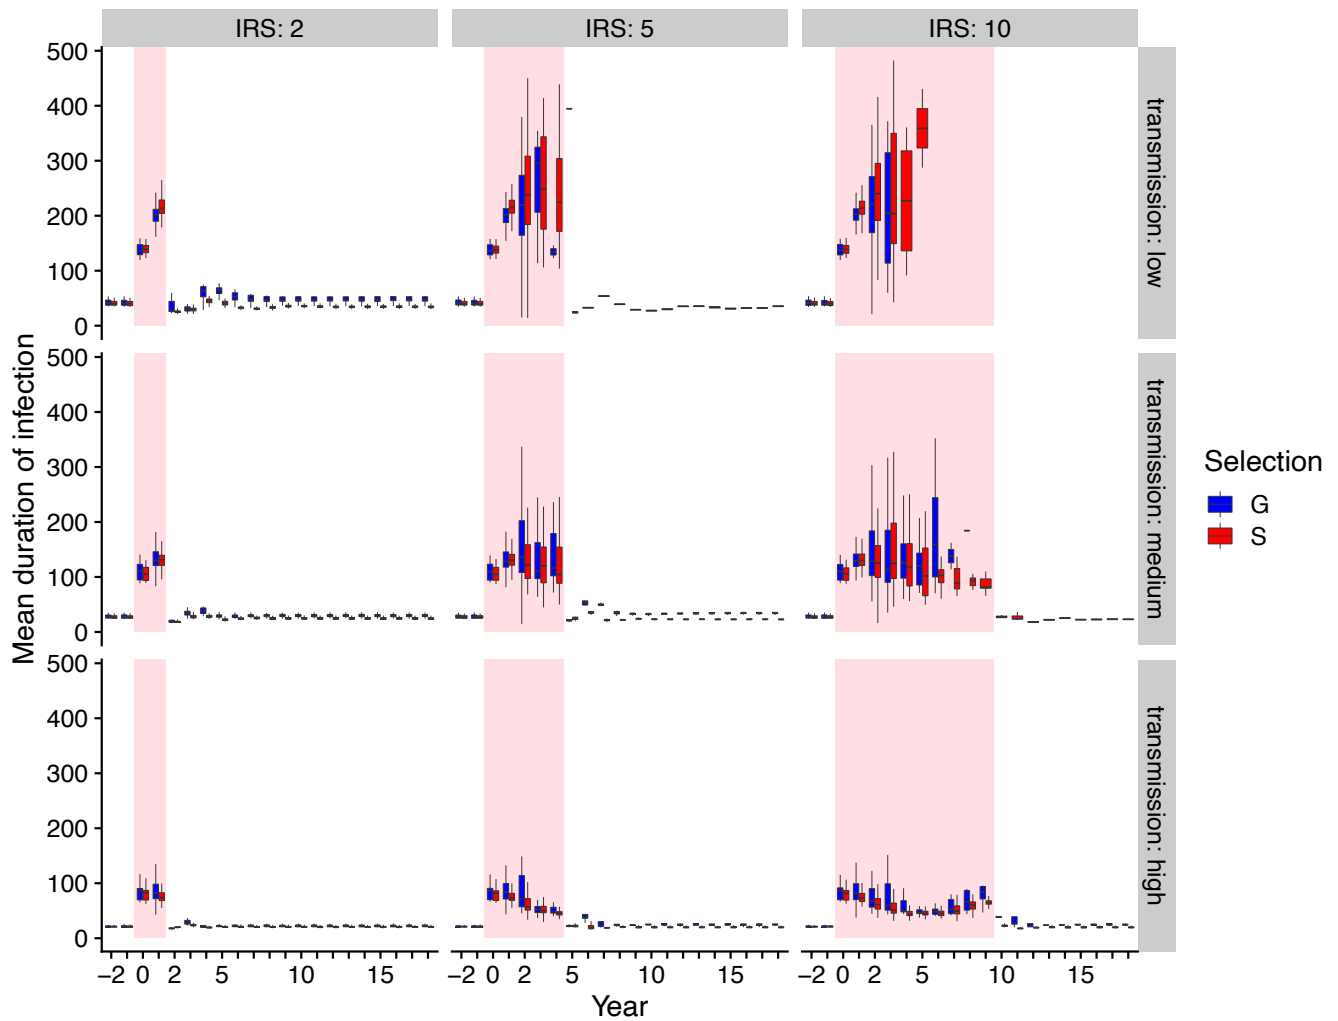 IRS: 2
IRS: 5
IRS: 10
500
400
300
200
100
0
transmission: low
500
400
300
200
100
0
transmission: medium
500
400
300
200
100
0
transmission: high
Mean duration of infection
−2 0 2 5 10 15
−2 0 2 5 10 15
−2 0 2 5 10 15
Year
Selection
G
S